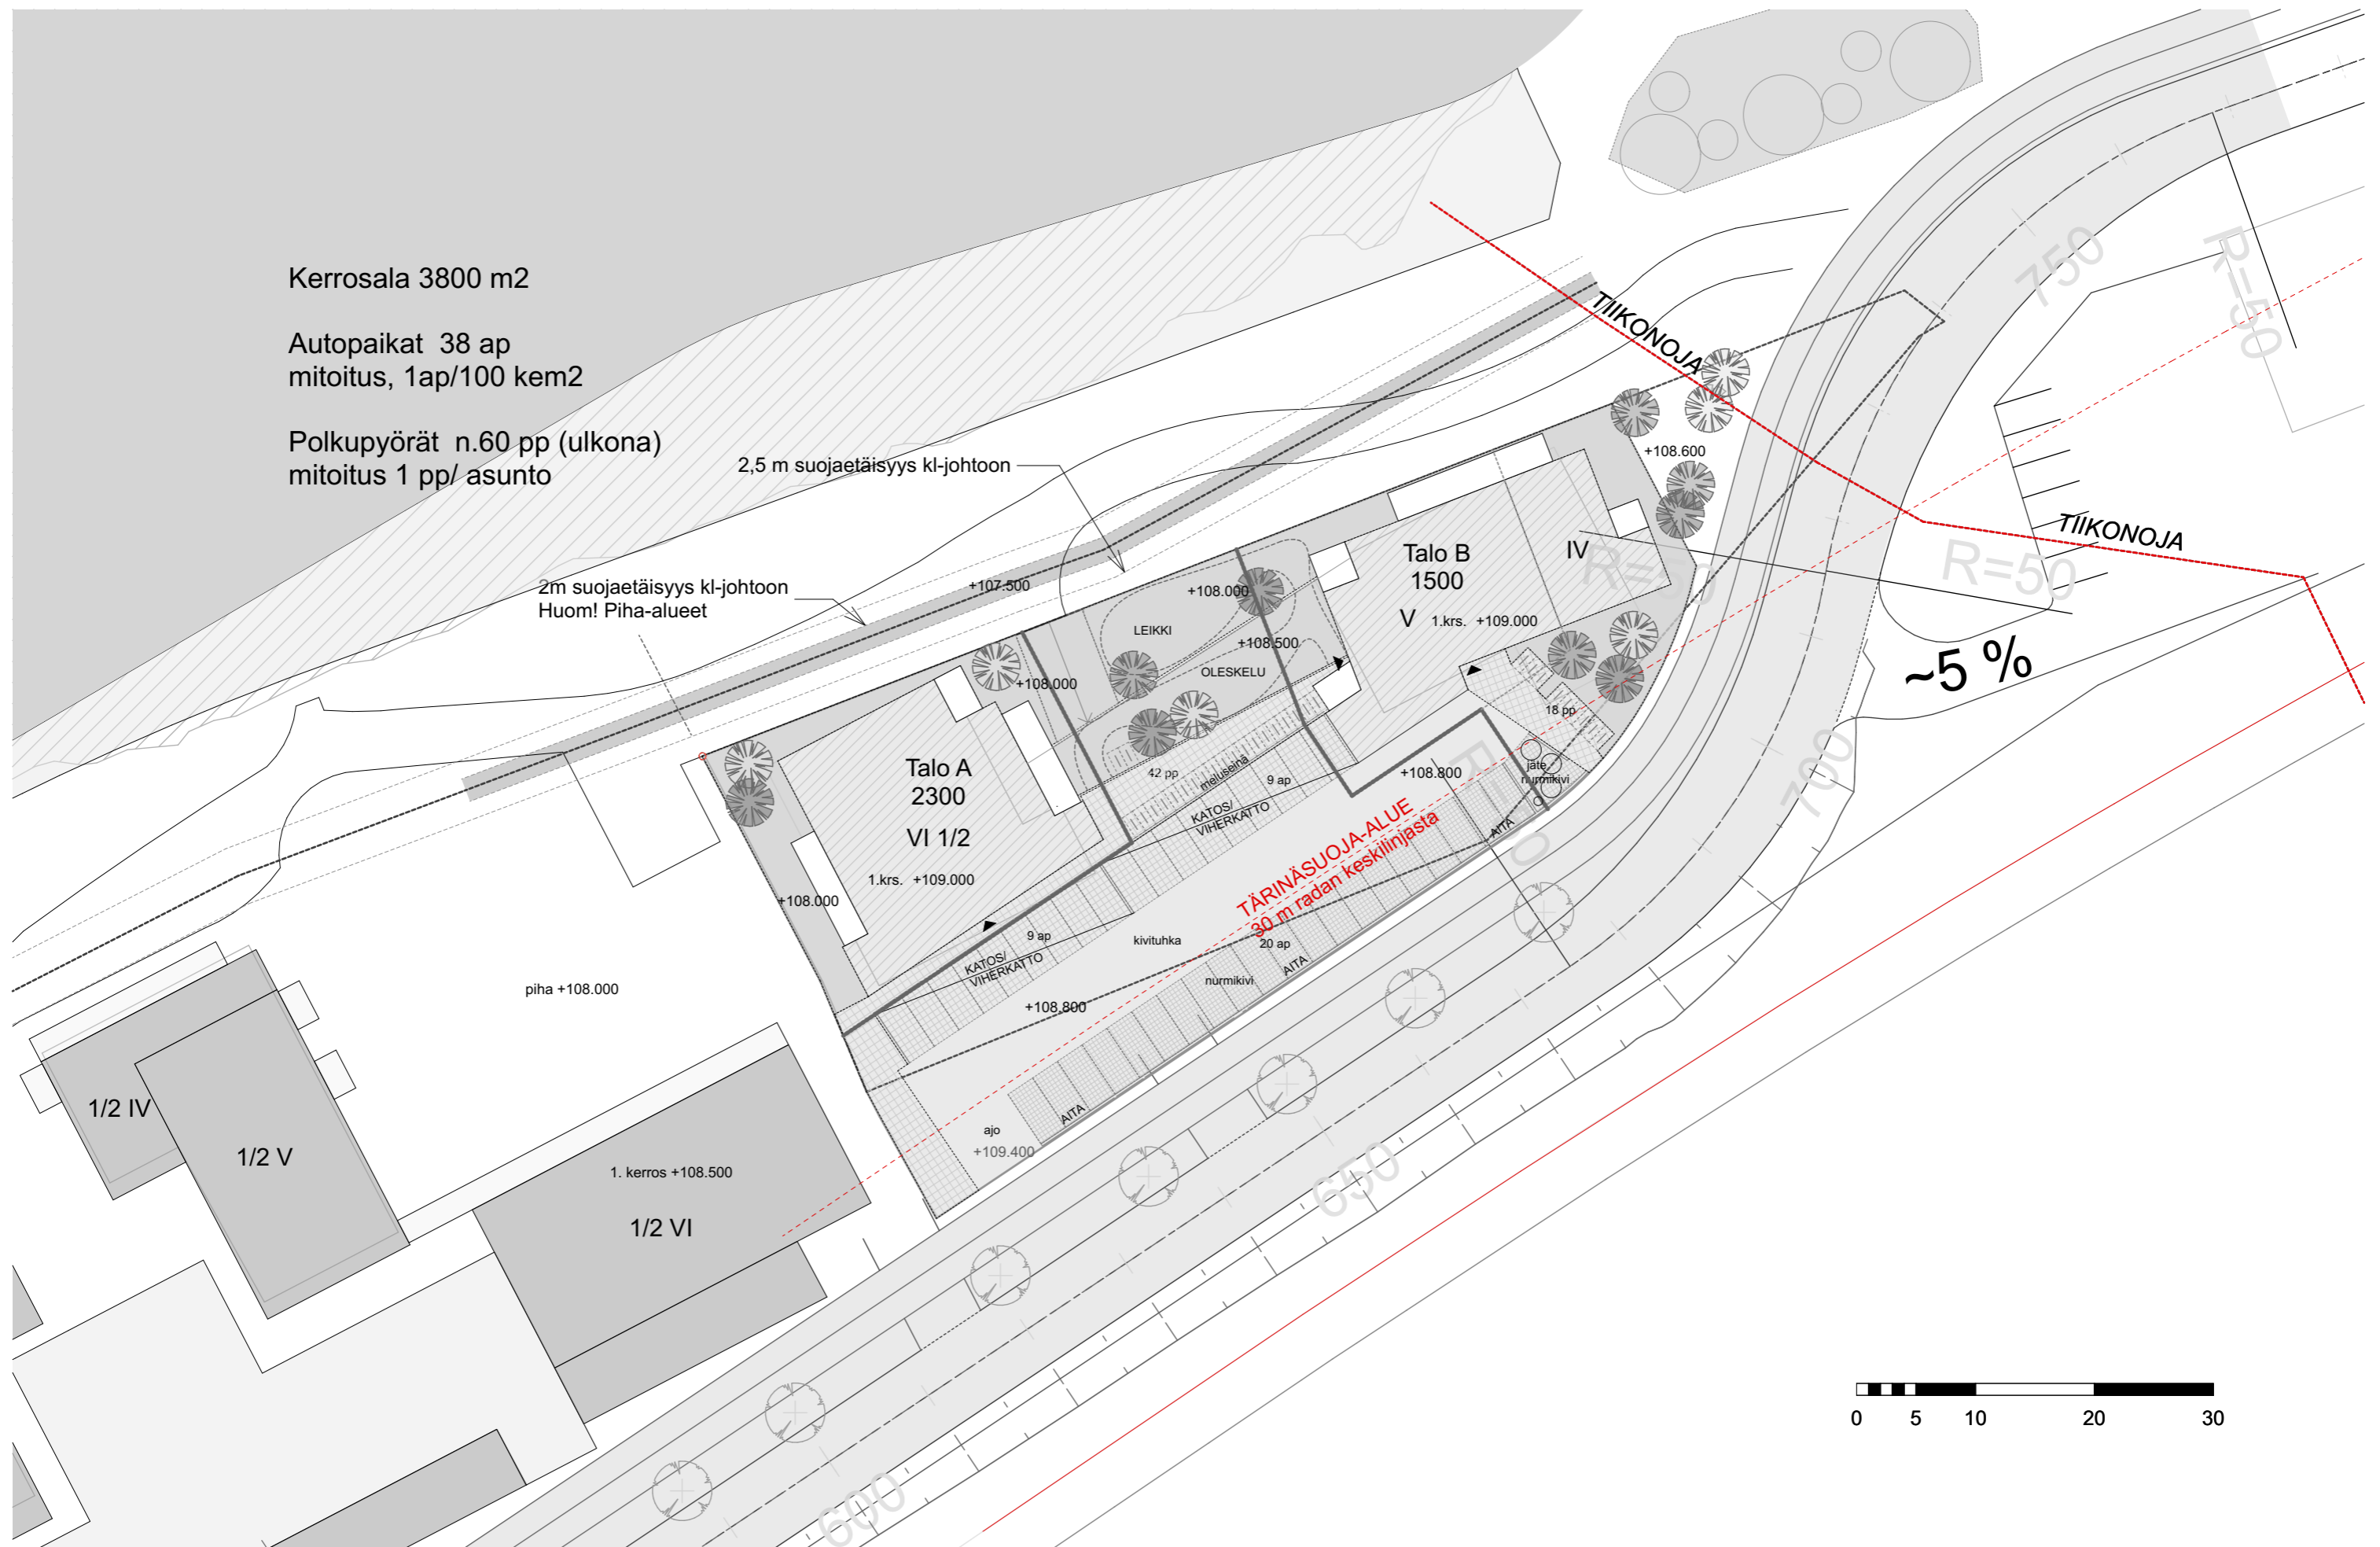 Kerrosala 3800 m2
Autopaikat 38 ap
mitoitus, 1ap/100 kem2
Polkupyörät n.60 pp (ulkona)
mitoitus 1 pp/ asunto
2,5 m suojaetäisyys kl-johtoon
2m suojaetäisyys kl-johtoon
Huom! Piha-alueet
+107.500
TIIKONOJA
TIIKONOJA
750
R=50
R=50
R=50
~5 %
700
650
600
+108.600
Talo B
1500
IV
V 1.krs. +109.000
+108.000
LEIKKI
+108.500
OLESKELU
+108.000
18 pp
jäte,
nurmikivi
+108.800
42 pp
meluseinä
9 ap
KATOS/
VIHERKATTO
Talo A
2300
VI 1/2
1.krs. +109.000
+108.000
TÄRINÄSUOJA-ALUE
30 m radan keskilinjasta
AITA
9 ap
KATOS/
VIHERKATTO
kivituhka
20 ap
AITA
nurmikivi
+108.800
AITA
ajo
+109.400
piha +108.000
1/2 IV
1/2 V
1. kerros +108.500
1/2 VI
0 5 10 20 30